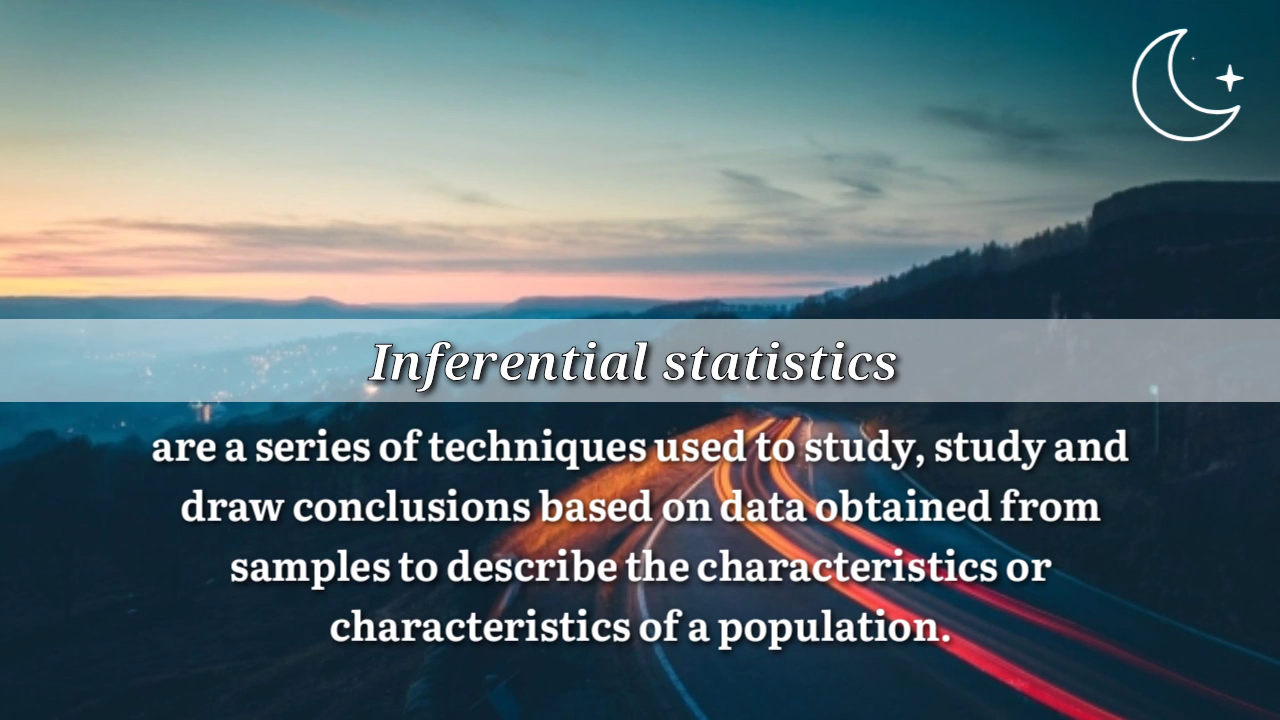 Inferential statistics
are a series of techniques used to study, study and
draw conclusions based on data obtained from
samples to describe the characteristics or
characteristics of a population.